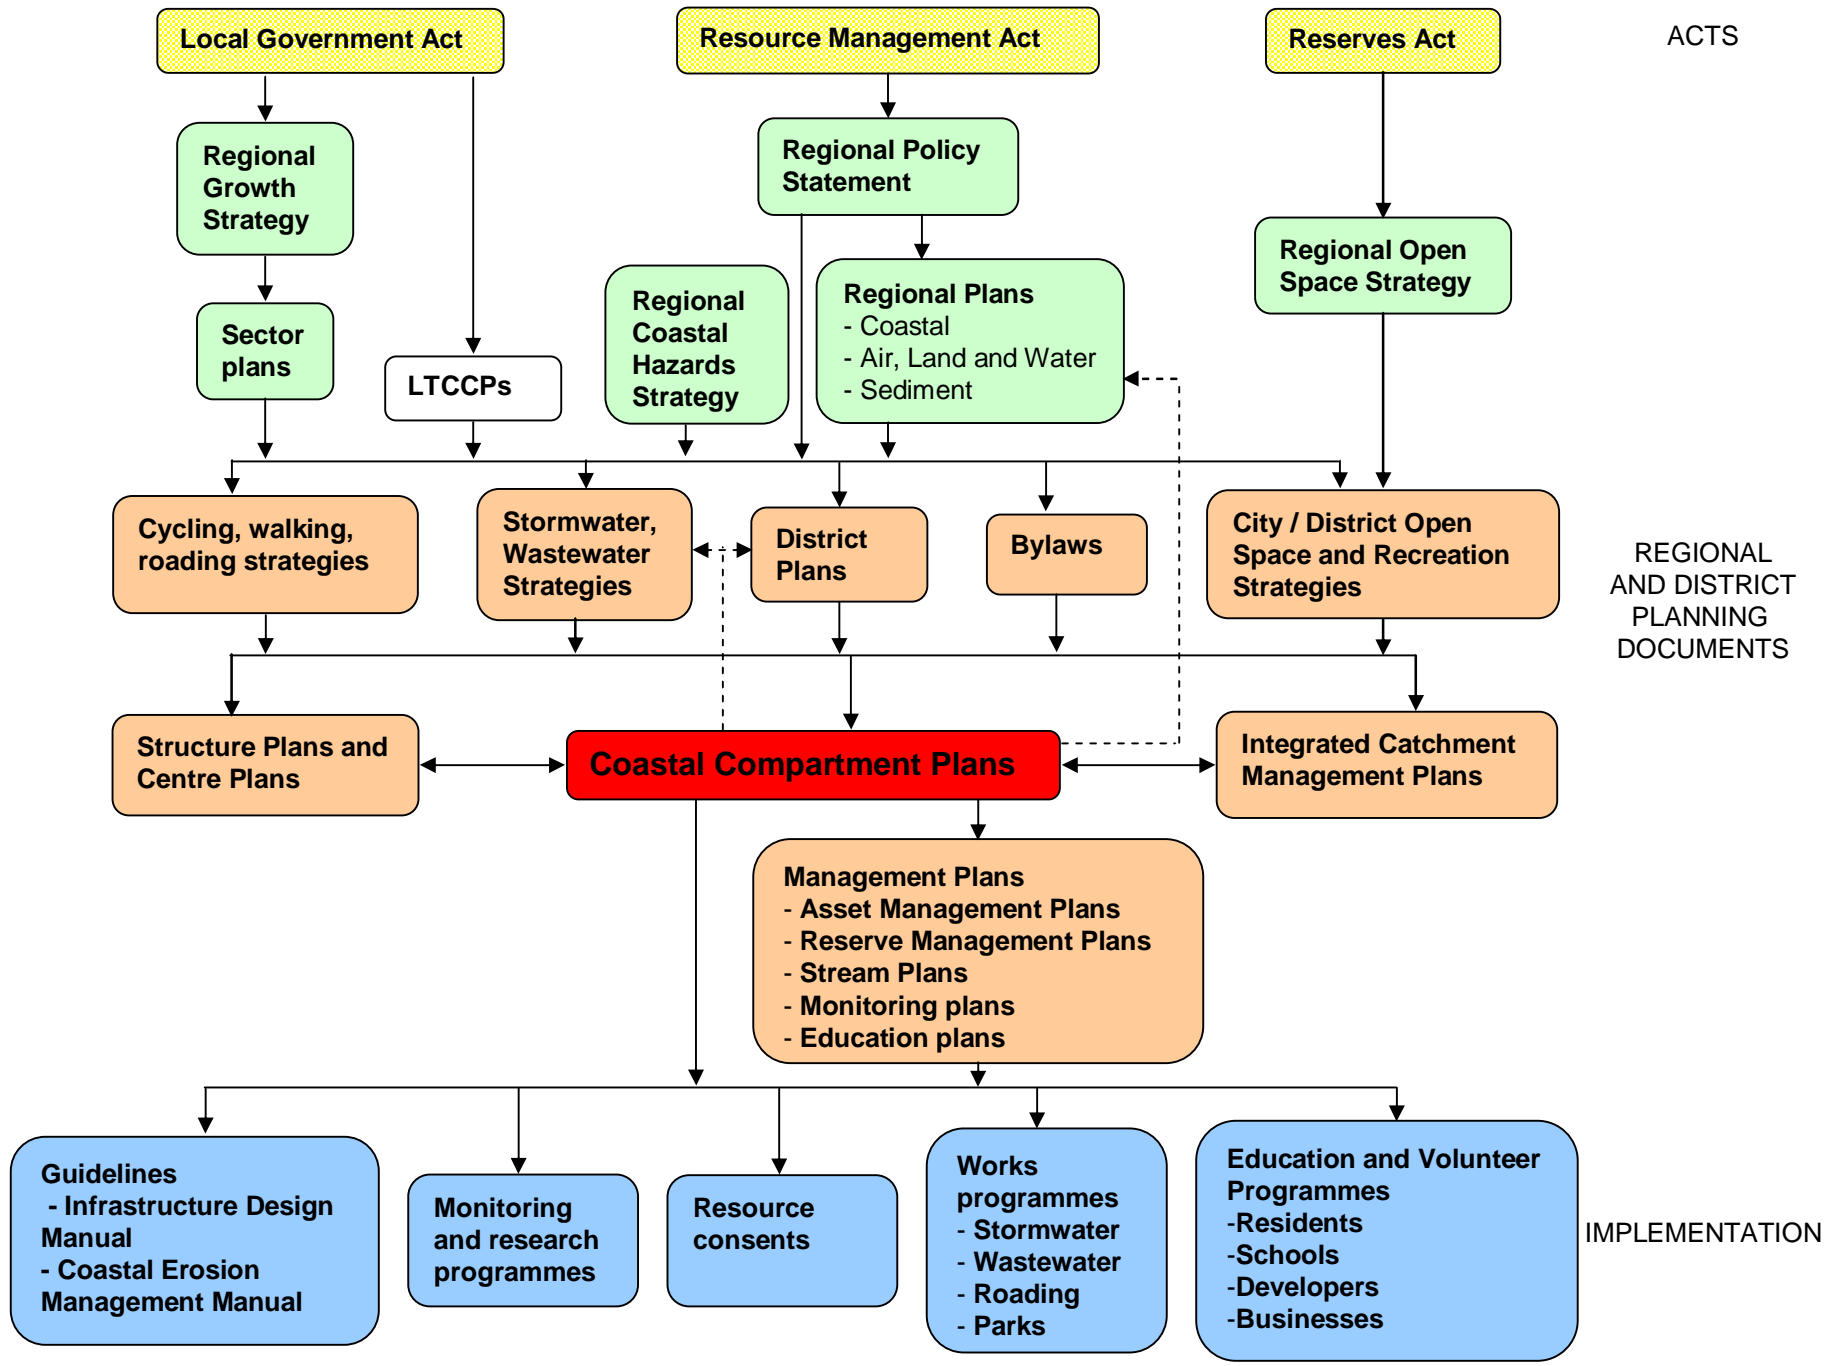 Local Government Act
Resource Management Act
Reserves Act
ACTS
Regional
Growth
Strategy
Regional Policy
Statement
Regional Open
Space Strategy
Sector
plans
LTCCPs
Regional
Coastal
Hazards
Strategy
Regional Plans
- Coastal
- Air, Land and Water
- Sediment
Cycling, walking,
roading strategies
Stormwater,
Wastewater
Strategies
District
Plans
Bylaws
City / District Open
Space and Recreation
Strategies
REGIONAL
AND DISTRICT
PLANNING
DOCUMENTS
Structure Plans and
Centre Plans
Coastal Compartment Plans
Integrated Catchment
Management Plans
Management Plans
- Asset Management Plans
- Reserve Management Plans
- Stream Plans
- Monitoring plans
- Education plans
Guidelines
- Infrastructure Design
Manual
- Coastal Erosion
Management Manual
Monitoring
and research
programmes
Resource
consents
Works
programmes
- Stormwater
- Wastewater
- Roading
- Parks
Education and Volunteer
Programmes
-Residents
-Schools
-Developers
-Businesses
IMPLEMENTATION